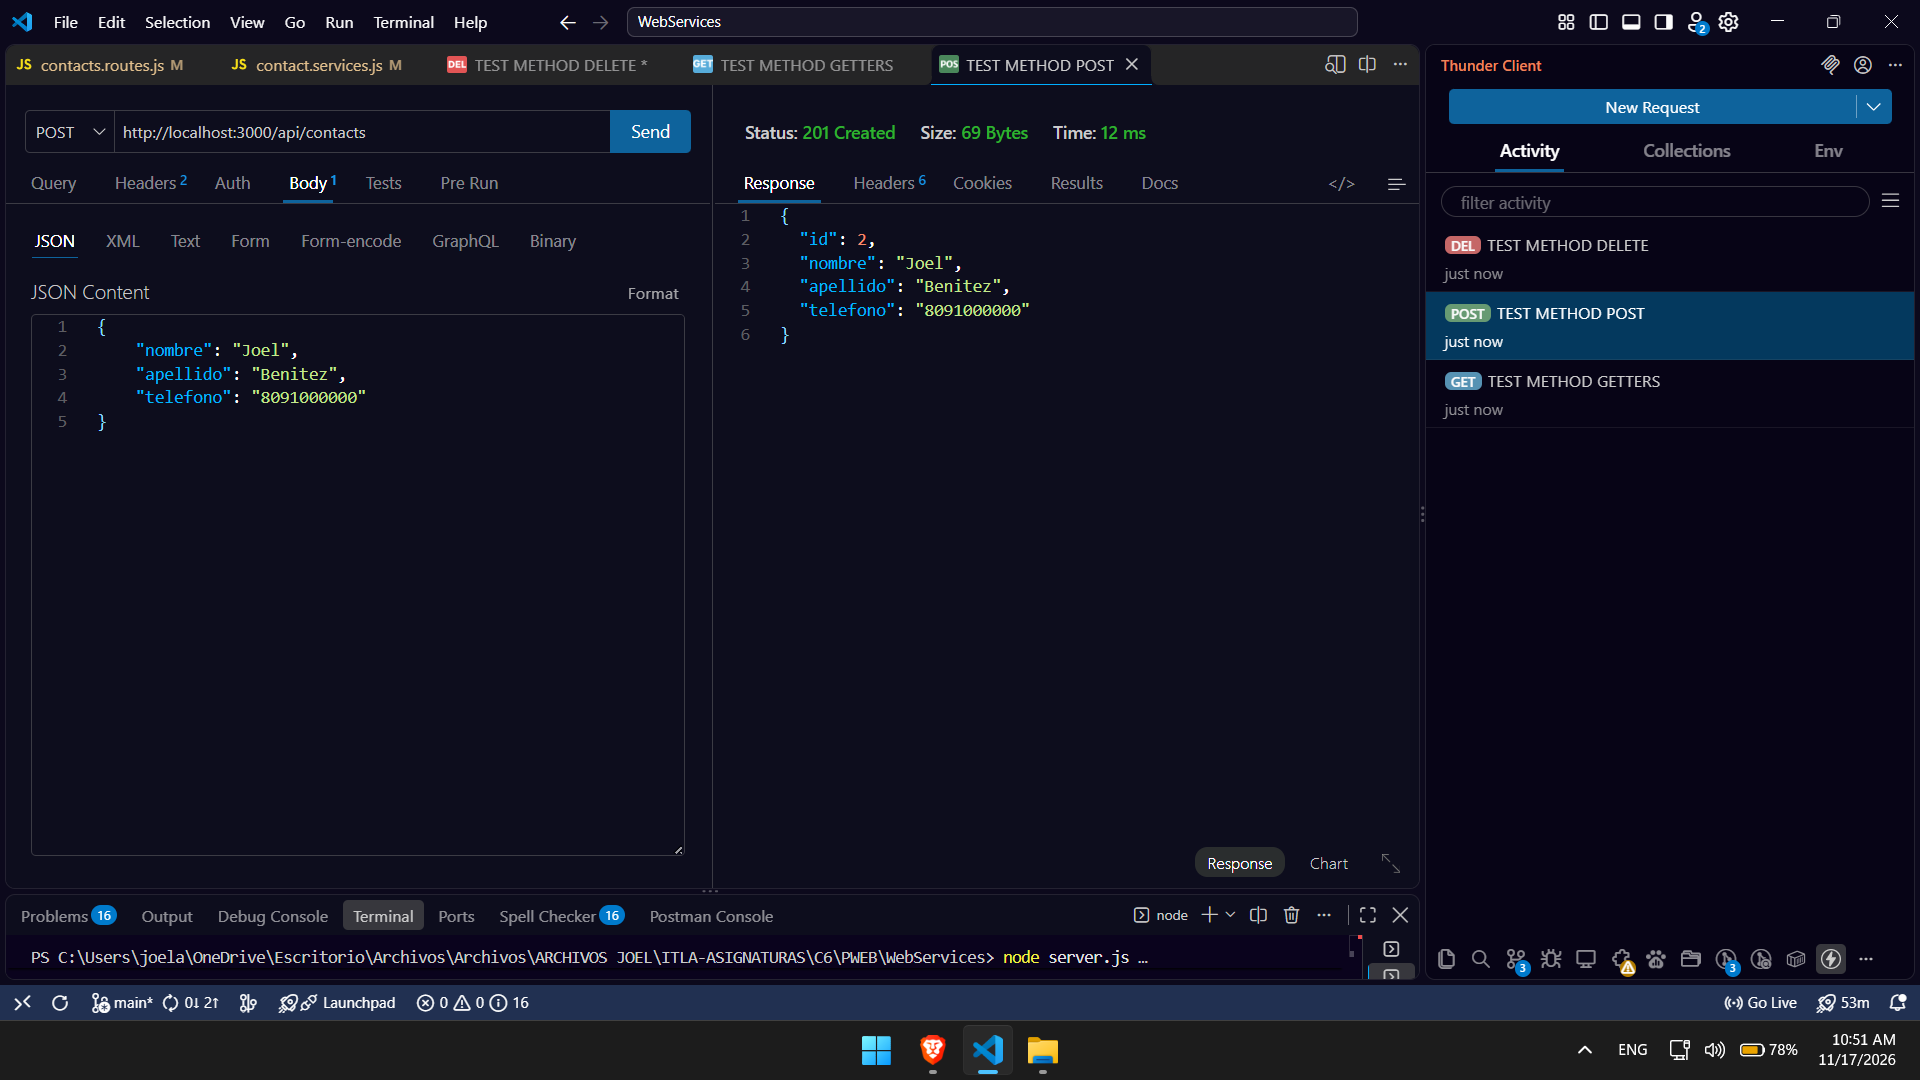 File Edit Selection View Go Run Terminal Help WebServices 2
JS contacts.routes.js M JS contact.services.js M DEL TEST METHOD DELETE * GET TEST METHOD GETTERS POS TEST METHOD POST
Thunder Client
New Request
POST http://localhost:3000/api/contacts Send
Status: 201 Created Size: 69 Bytes Time: 12 ms
Activity Collections Env
Query Headers 2 Auth Body 1 Tests Pre Run
Response Headers 6 Cookies Results Docs </>
filter activity
JSON XML Text Form Form-encode GraphQL Binary
JSON Content Format
1 {
2 "nombre": "Joel",
3 "apellido": "Benitez",
4 "telefono": "8091000000"
5 }
1 {
2 "id": 2,
3 "nombre": "Joel",
4 "apellido": "Benitez",
5 "telefono": "8091000000"
6 }
DEL TEST METHOD DELETE
just now
POST TEST METHOD POST
just now
GET TEST METHOD GETTERS
just now
Response Chart
Problems 16 Output Debug Console Terminal Ports Spell Checker 16 Postman Console node
PS C:\Users\joela\OneDrive\Escritorio\Archivos\Archivos\ARCHIVOS JOEL\ITLA-ASIGNATURAS\C6\PWEB\WebServices> node server.js …
3 3
main* 0↓ 2↑ Launchpad 0 0 16 Go Live 53m
ENG 78% 10:51 AM
11/17/2026